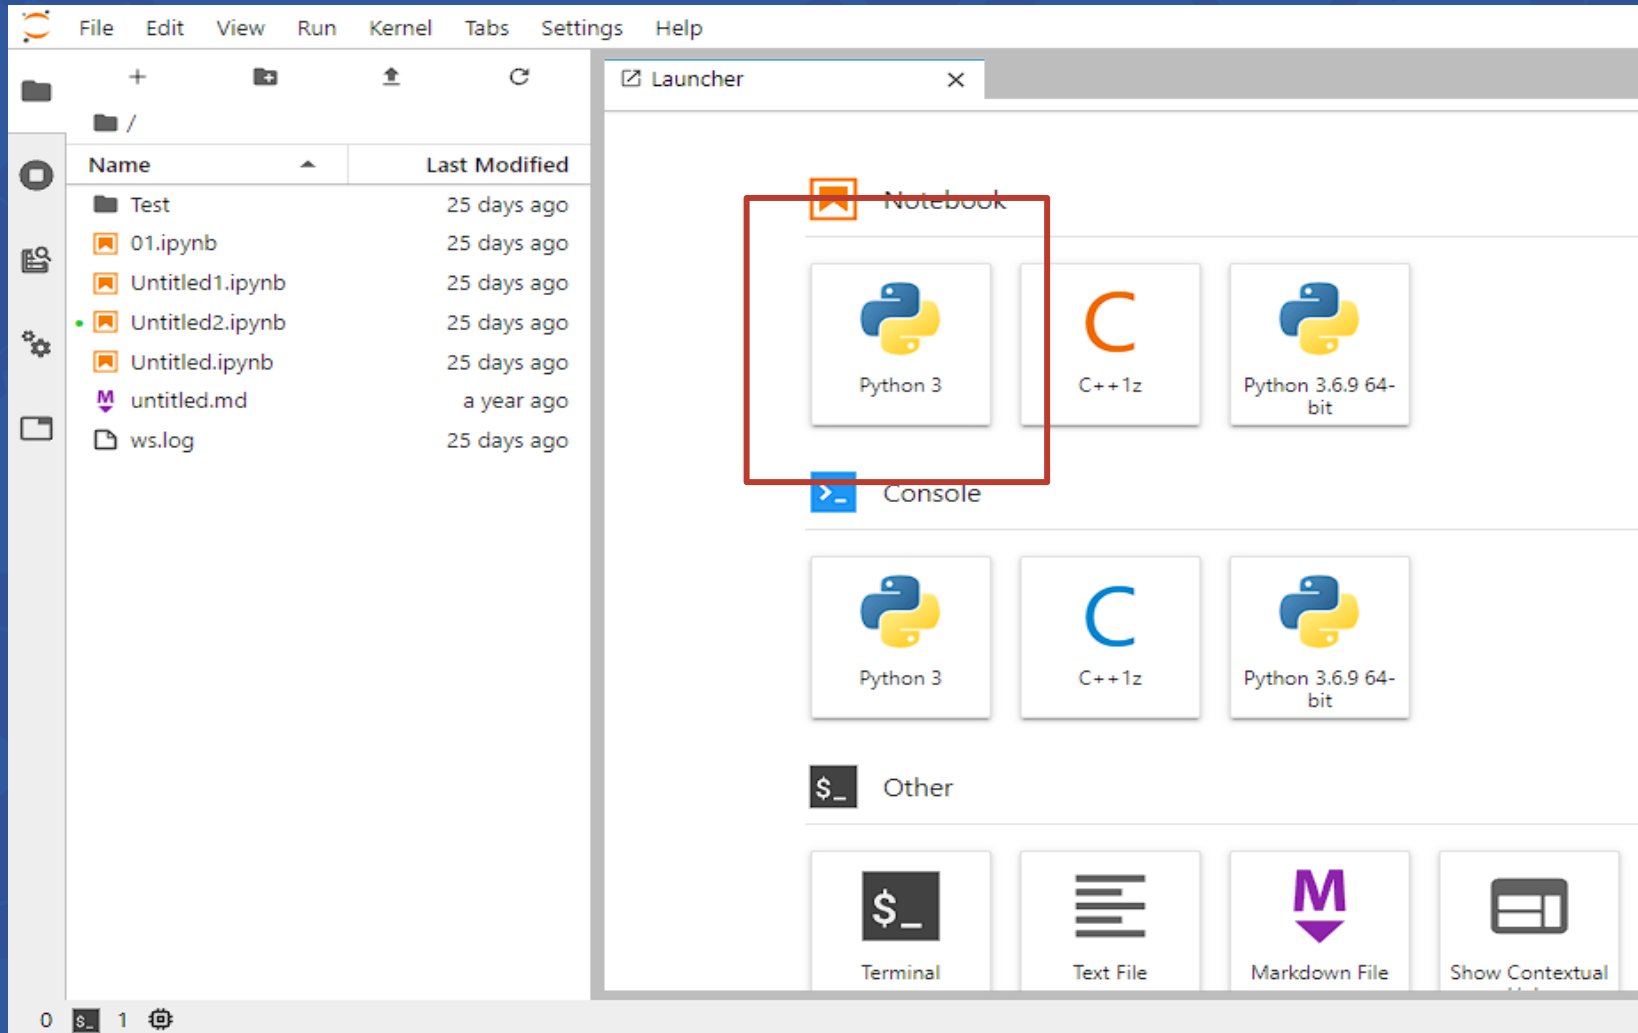 File Edit View Run Kernel Tabs Settings Help
Launcher
/
Name Last Modified
Test 25 days ago
01.ipynb 25 days ago
Untitled1.ipynb 25 days ago
Untitled2.ipynb 25 days ago
Untitled.ipynb 25 days ago
untitled.md a year ago
ws.log 25 days ago
Notebook
Python 3
C++1z
Python 3.6.9 64-
bit
Console
Python 3
C++1z
Python 3.6.9 64-
bit
$_ Other
$_
Terminal
Text File
Markdown File
Show Contextual
0 $_ 1